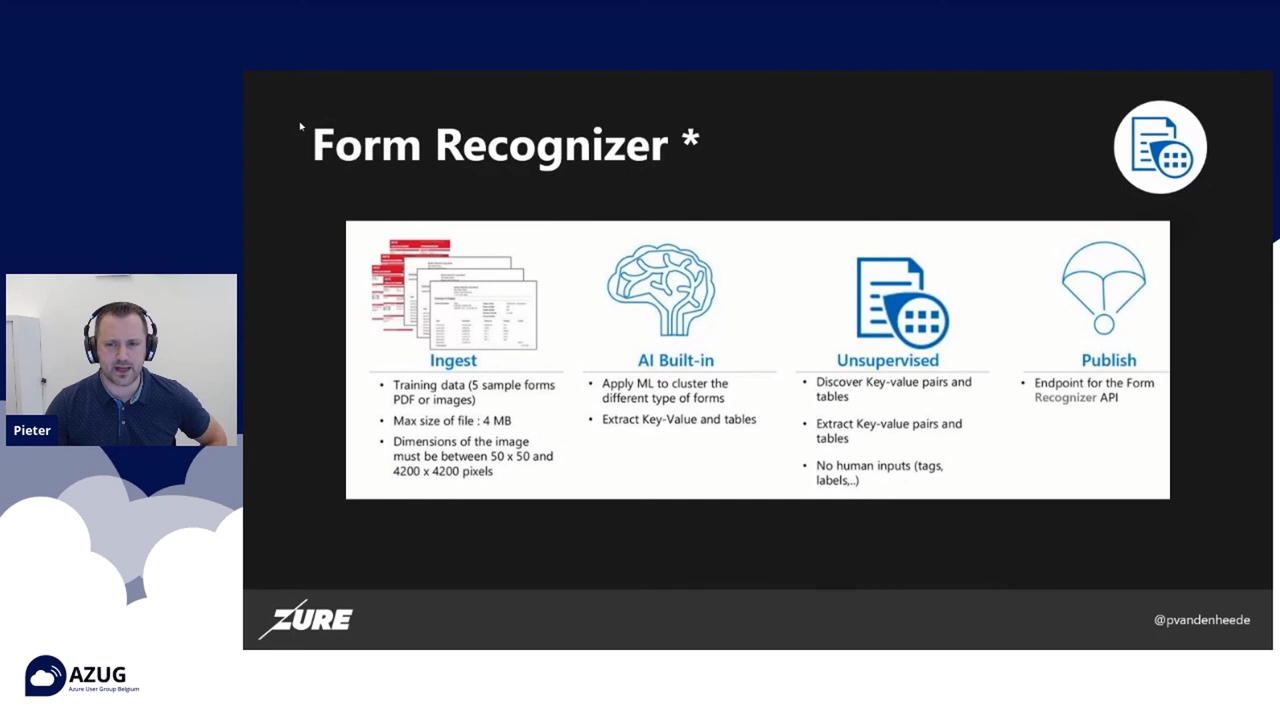 Form Recognizer *
Ingest
• Training data (5 sample forms
PDF or images)
• Max size of file : 4 MB
• Dimensions of the image
must be between 50 x 50 and
4200 x 4200 pixels
AI Built-in
• Apply ML to cluster the
different type of forms
• Extract Key-Value and tables
Unsupervised
• Discover Key-value pairs and
tables
• Extract Key-value pairs and
tables
• No human inputs (tags,
labels,..)
Publish
• Endpoint for the Form
Recognizer API
Pieter
ZURE
@pvandenheede
AZUG
Azure User Group Belgium